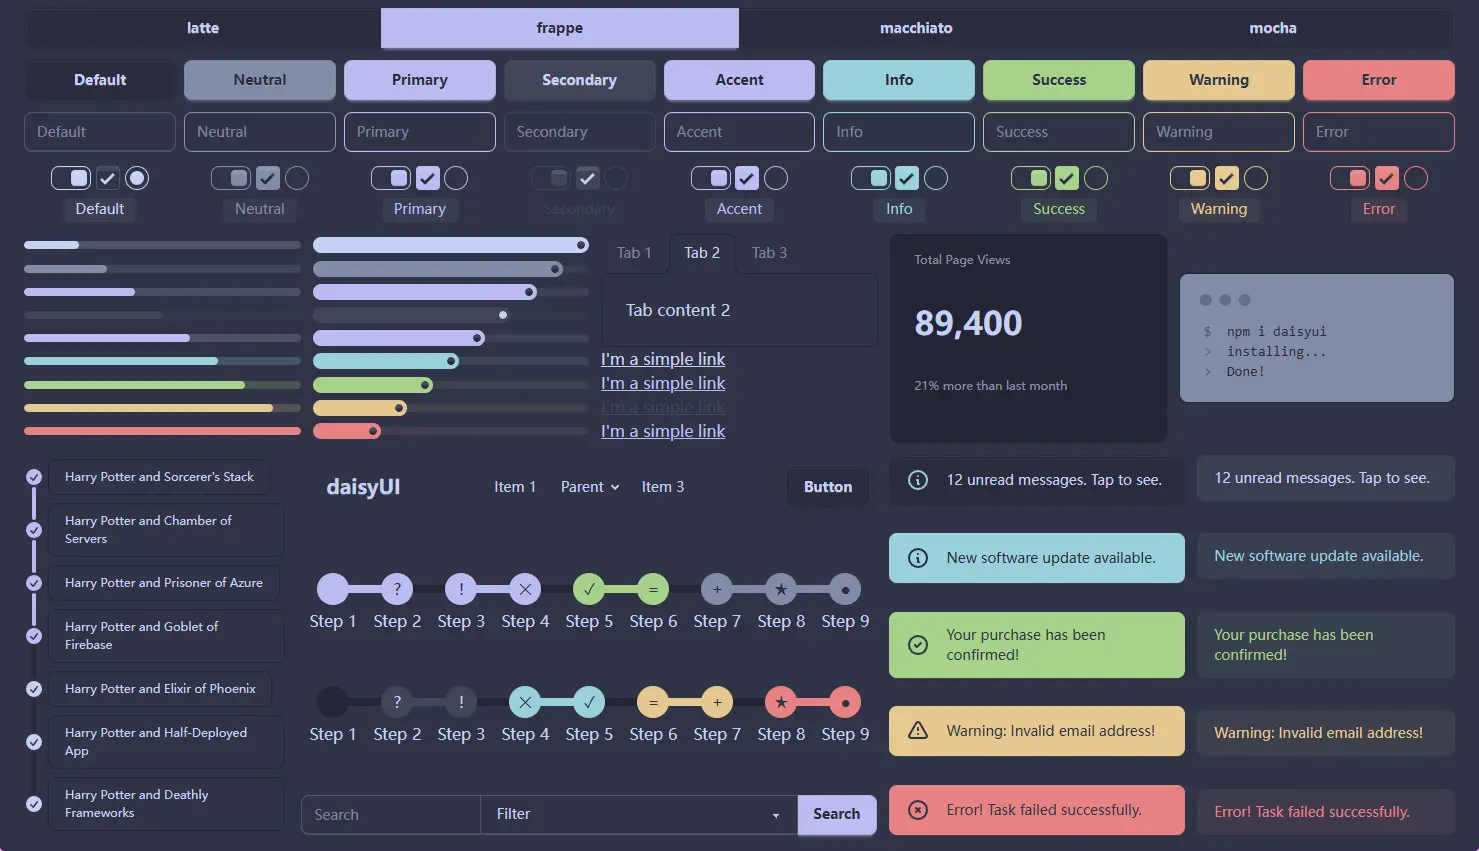 latte
frappe
macchiato
mocha
Default
Neutral
Primary
Secondary
Accent
Info
Success
Warning
Error
Default
Neutral
Primary
Secondary
Accent
Info
Success
Warning
Error
Default
Neutral
Primary
Secondary
Accent
Info
Success
Warning
Error
Tab 1
Tab 2
Tab 3
Tab content 2
I'm a simple link
I'm a simple link
I'm a simple link
I'm a simple link
Total Page Views
89,400
21% more than last month
$ npm i daisyui
> installing...
> Done!
Harry Potter and Sorcerer's Stack
Harry Potter and Chamber of
Servers
Harry Potter and Prisoner of Azure
Harry Potter and Goblet of
Firebase
Harry Potter and Elixir of Phoenix
Harry Potter and Half-Deployed
App
Harry Potter and Deathly
Frameworks
daisyUI
Item 1
Parent
Item 3
Button
? ! ✕ ✓ = + ★ ●
Step 1
Step 2
Step 3
Step 4
Step 5
Step 6
Step 7
Step 8
Step 9
? ! ✕ ✓ = + ★ ●
Step 1
Step 2
Step 3
Step 4
Step 5
Step 6
Step 7
Step 8
Step 9
Search
Filter
Search
12 unread messages. Tap to see.
12 unread messages. Tap to see.
New software update available.
New software update available.
Your purchase has been
confirmed!
Your purchase has been
confirmed!
Warning: Invalid email address!
Warning: Invalid email address!
Error! Task failed successfully.
Error! Task failed successfully.